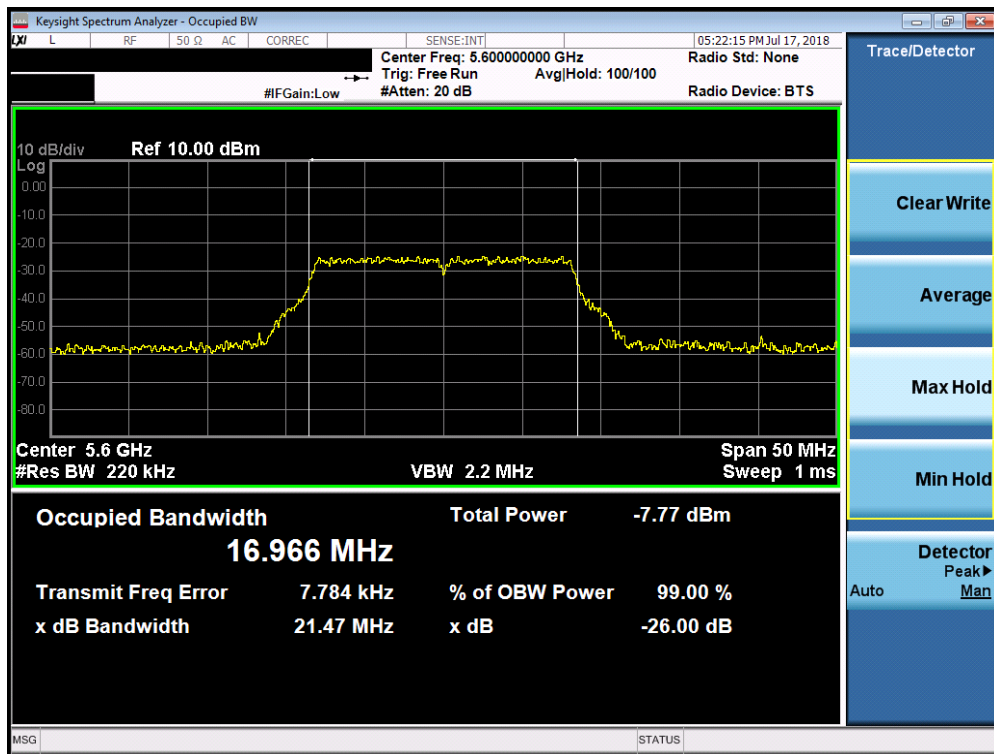 Keysight Spectrum Analyzer - Occupied BW
LXI L RF 50 Ω AC CORREC SENSE:INT 05:22:15 PM Jul 17, 2018
Center Freq: 5.600000000 GHz Radio Std: None
Trig: Free Run Avg|Hold: 100/100
#IFGain:Low #Atten: 20 dB Radio Device: BTS
10 dB/div Ref 10.00 dBm
Log
0.00
-10.0
-20.0
-30.0
-40.0
-50.0
-60.0
-70.0
-80.0
Center 5.6 GHz Span 50 MHz
#Res BW 220 kHz VBW 2.2 MHz Sweep 1 ms
Occupied Bandwidth Total Power -7.77 dBm
16.966 MHz
Transmit Freq Error 7.784 kHz % of OBW Power 99.00 %
x dB Bandwidth 21.47 MHz x dB -26.00 dB
MSG STATUS
Trace/Detector
Clear Write
Average
Max Hold
Min Hold
Detector
Peak▶
Auto Man